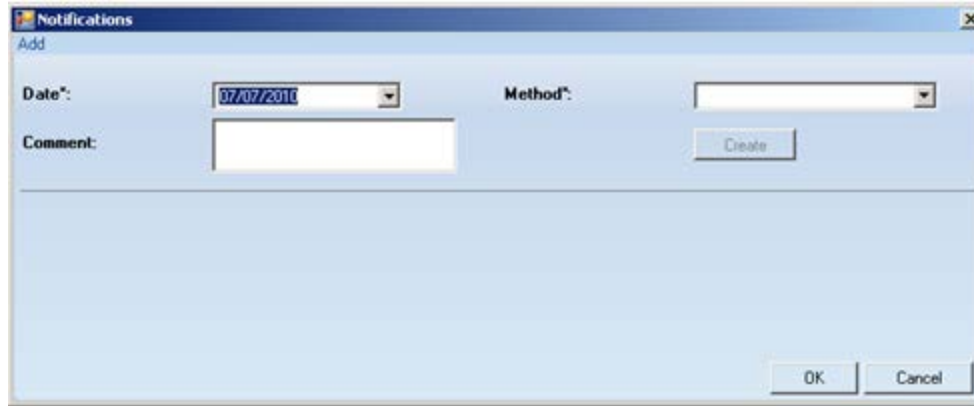 Notifications
Add
Date*: 07/07/2010 Method*:
Comment: Create
OK Cancel